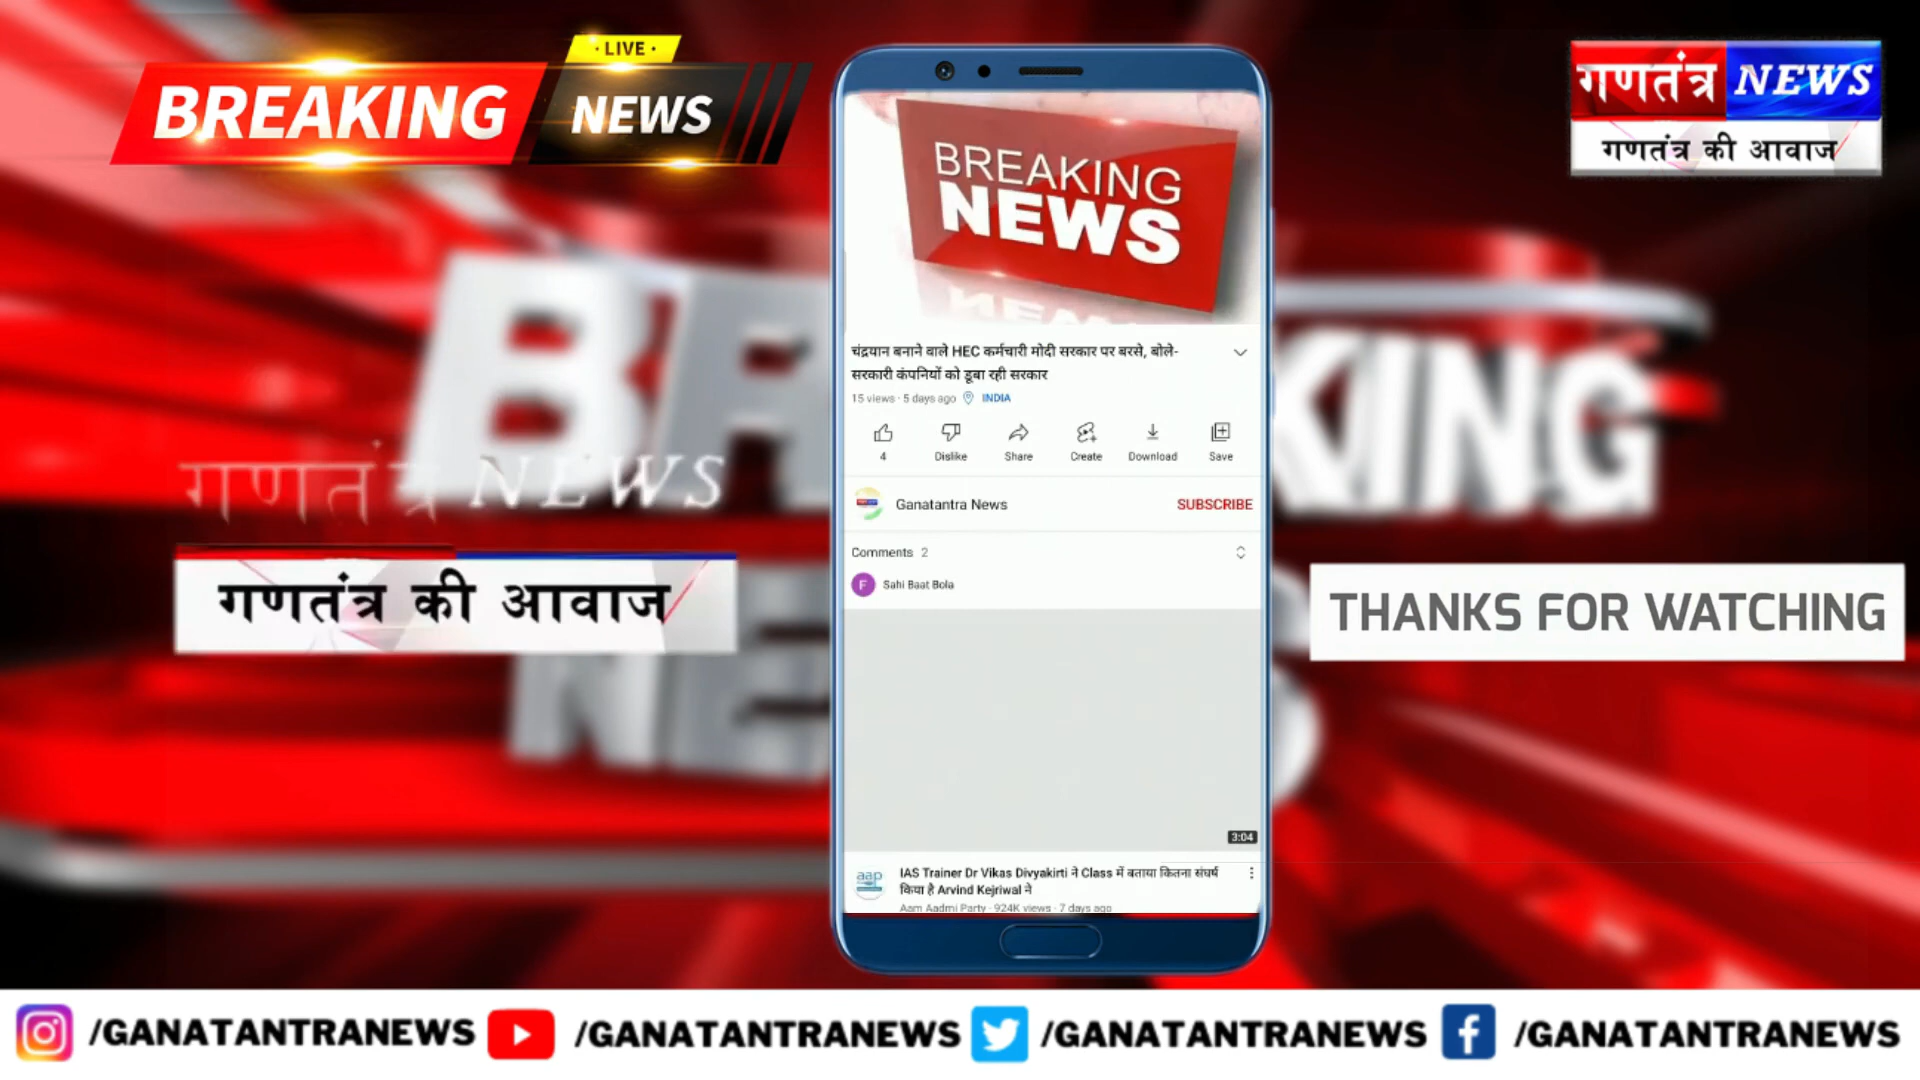 · LIVE ·
BREAKING NEWS
गणतंत्र NEWS
गणतंत्र की आवाज
BREAKING
NEWS
चंद्रयान बनाने वाले HEC कर्मचारी मोदी सरकार पर बरसे, बोले-
सरकारी कंपनियों को डूबा रही सरकार
15 views · 5 days ago INDIA
4 Dislike Share Create Download Save
Ganatantra News SUBSCRIBE
Comments 2
F Sahi Baat Bola
3:04
aap
IAS Trainer Dr Vikas Divyakirti ने Class में बताया कितना संघर्ष
किया है Arvind Kejriwal ने
Aam Aadmi Party · 924K views · 7 days ago
गणतंत्र NEWS
गणतंत्र की आवाज
THANKS FOR WATCHING
/GANATANTRANEWS /GANATANTRANEWS /GANATANTRANEWS /GANATANTRANEWS